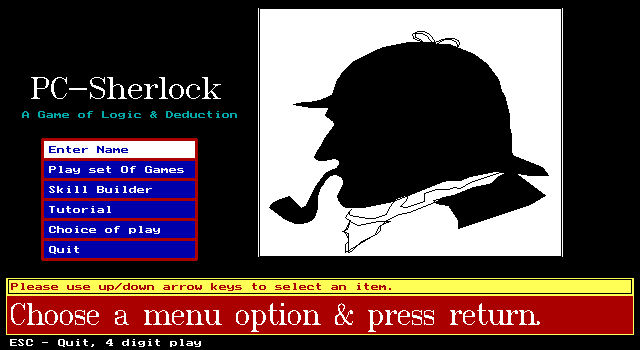 PC-Sherlock
A Game of Logic & Deduction
Enter Name
Play set Of Games
Skill Builder
Tutorial
Choice of play
Quit
Please use up/down arrow keys to select an item.
Choose a menu option & press return.
ESC - Quit, 4 digit play